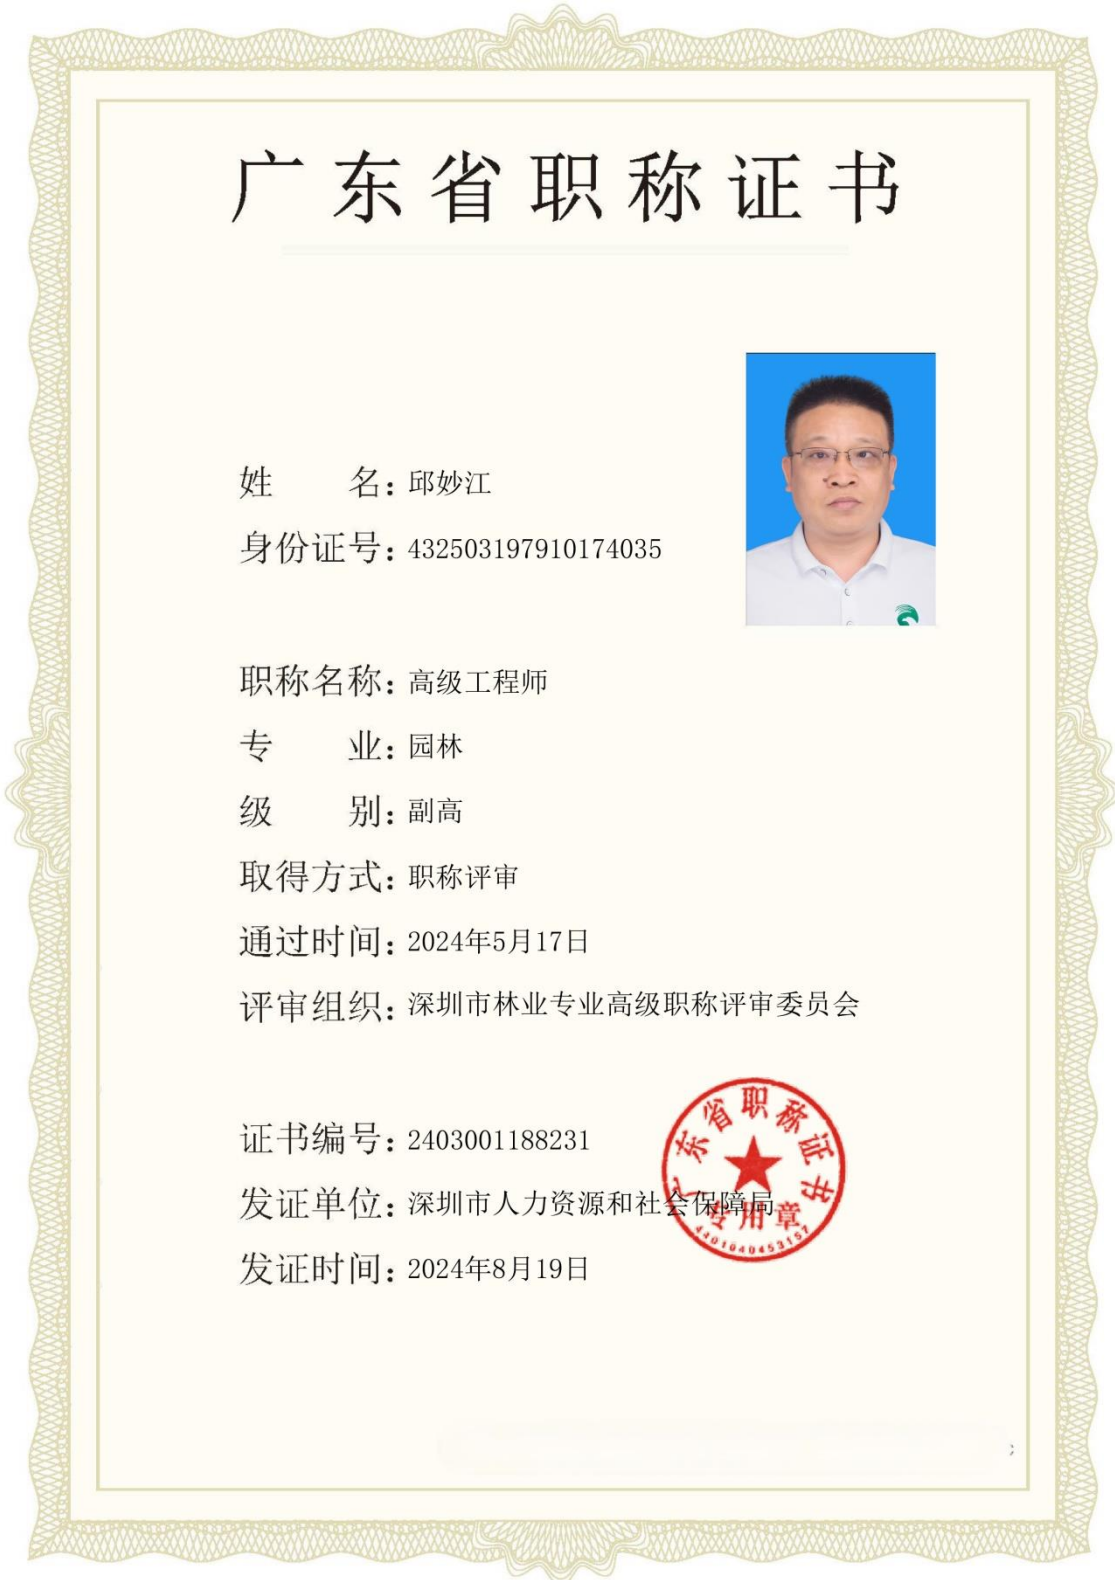 广东省职称证书
姓名：邱妙江
身份证号：432503197910174035
职称名称：高级工程师
专业：园林
级别：副高
取得方式：职称评审
通过时间：2024年5月17日
评审组织：深圳市林业专业高级职称评审委员会
证书编号：2403001188231
发证单位：深圳市人力资源和社会保障局
发证时间：2024年8月19日
广东省职称证书
专用章
4401040453157